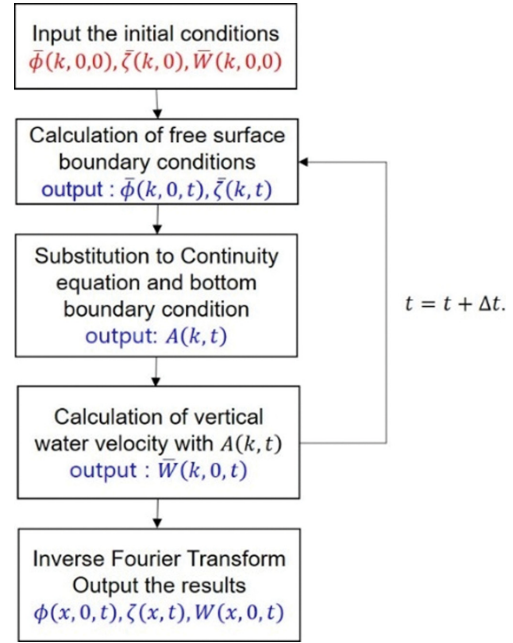 Input the initial conditions
ϕ̄(k, 0,0), ζ̄(k, 0), W̄(k, 0,0)
Calculation of free surface
boundary conditions
output : ϕ̄(k, 0, t), ζ̄(k, t)
Substitution to Continuity
equation and bottom
boundary condition
output: A(k, t)
t = t + Δt.
Calculation of vertical
water velocity with A(k, t)
output : W̄(k, 0, t)
Inverse Fourier Transform
Output the results
ϕ(x, 0, t), ζ(x, t), W(x, 0, t)